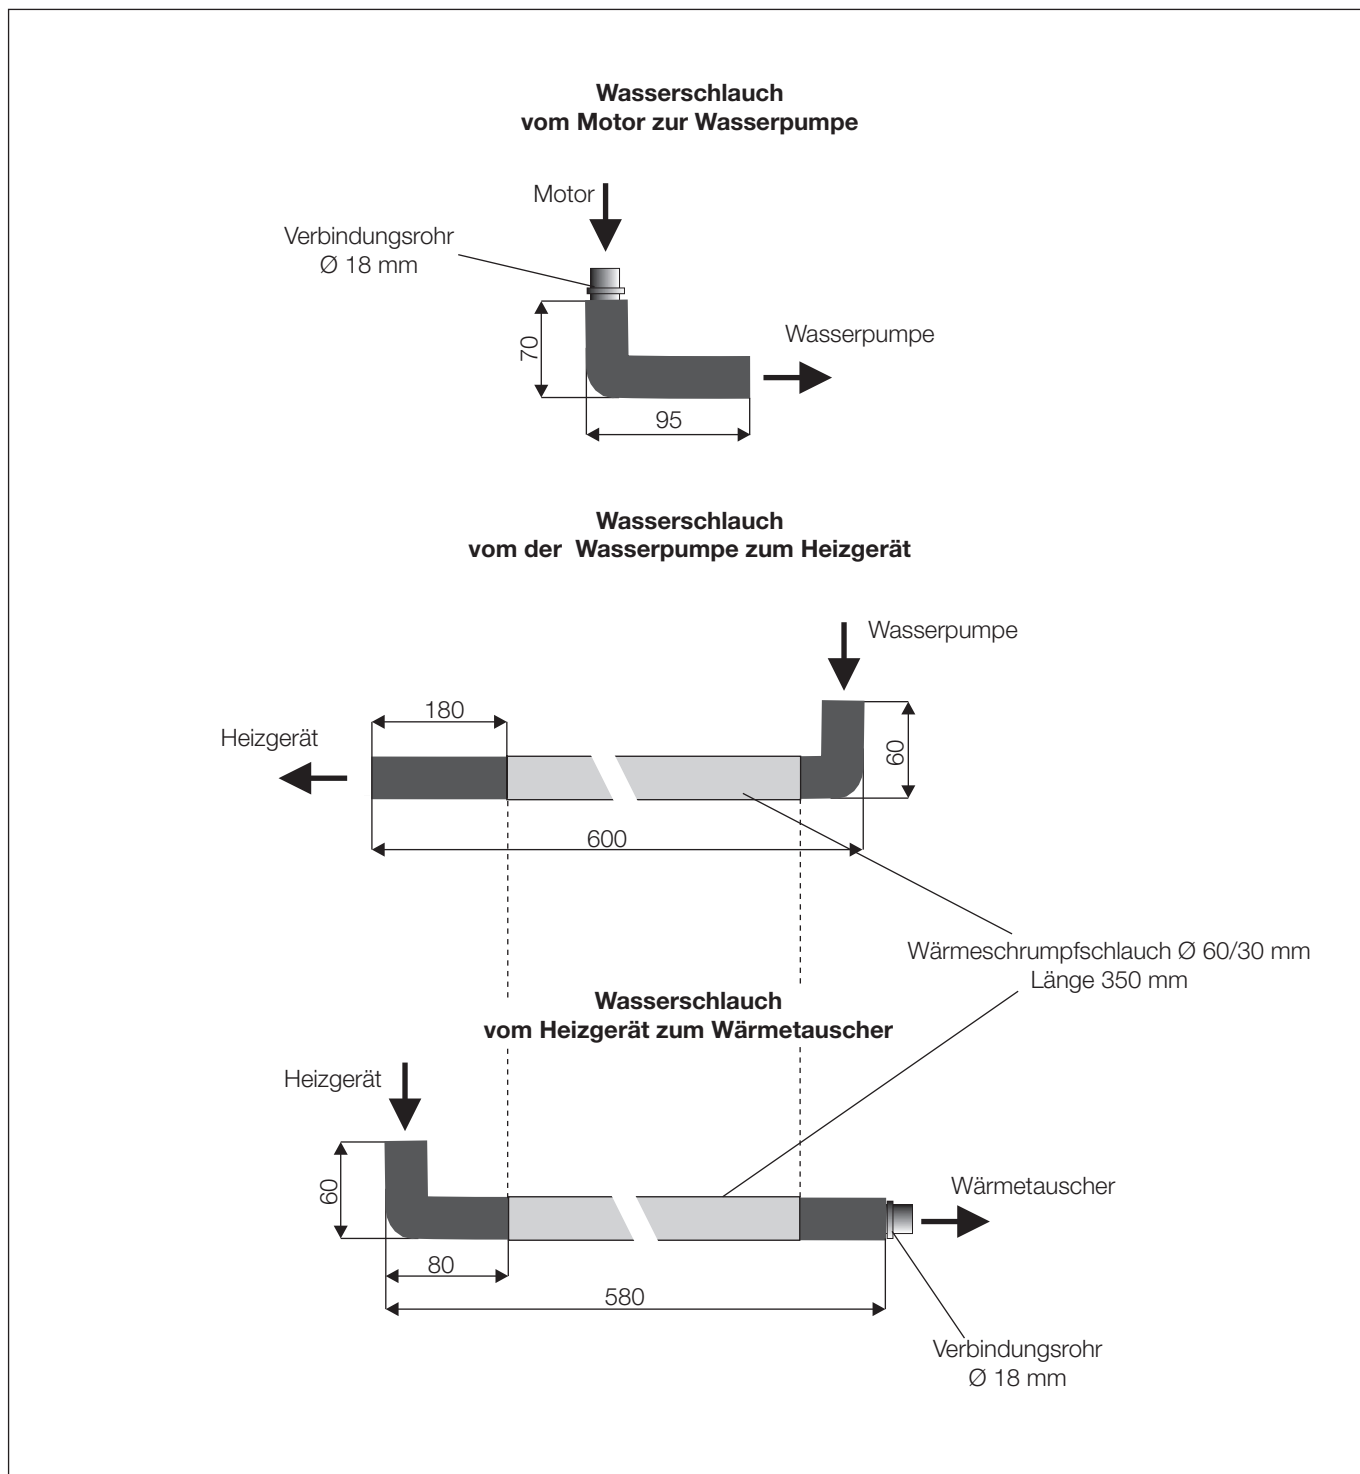 Wasserschlauch
vom Motor zur Wasserpumpe
Motor
Verbindungsrohr
Ø 18 mm
70
Wasserpumpe
95
Wasserschlauch
vom der  Wasserpumpe zum Heizgerät
Wasserpumpe
180
Heizgerät
60
600
Wärmeschrumpfschlauch Ø 60/30 mm
Länge 350 mm
Wasserschlauch
vom Heizgerät zum Wärmetauscher
Heizgerät
60
Wärmetauscher
80
580
Verbindungsrohr
Ø 18 mm